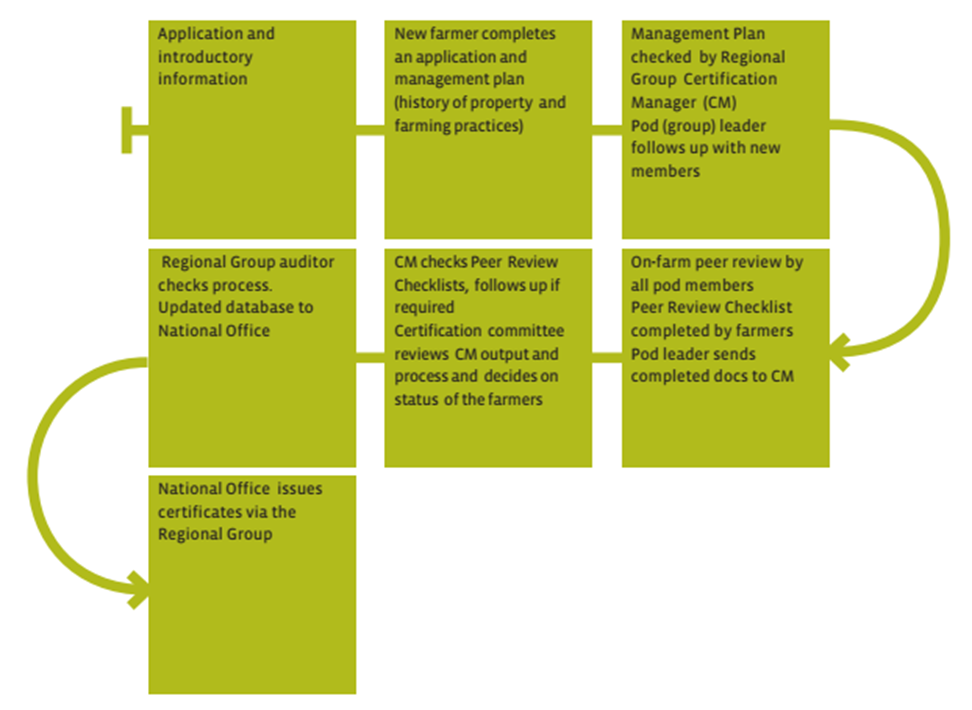 Application and
introductory
information
New farmer completes
an application and
management plan
(history of property and
farming practices)
Management Plan
checked by Regional
Group Certification
Manager (CM)
Pod (group) leader
follows up with new
members
On-farm peer review by
all pod members
Peer Review Checklist
completed by farmers
Pod leader sends
completed docs to CM
CM checks Peer Review
Checklists, follows up if
required
Certification committee
reviews CM output and
process and decides on
status of the farmers
Regional Group auditor
checks process.
Updated database to
National Office
National Office issues
certificates via the
Regional Group